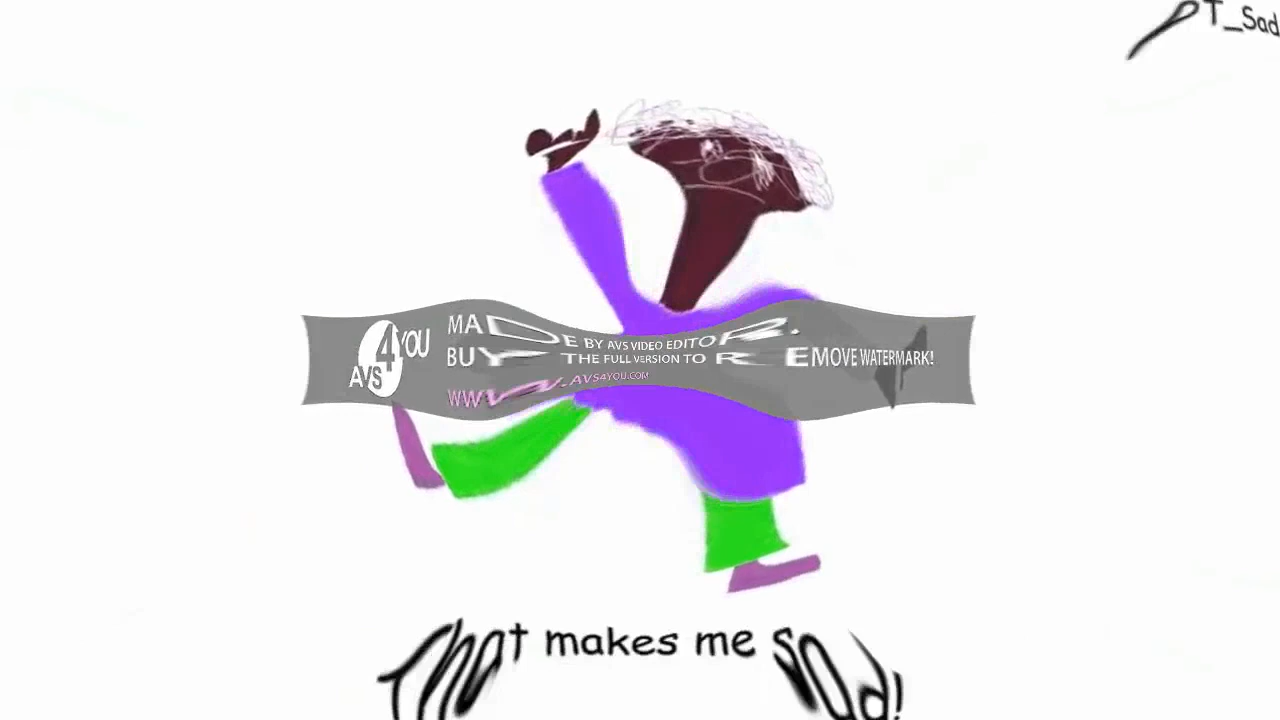 T_Sad
AVS4YOU
MADE BY AVS VIDEO EDITOR.
BUY THE FULL VERSION TO REMOVE WATERMARK!
WWW.AVS4YOU.COM
That makes me sad!